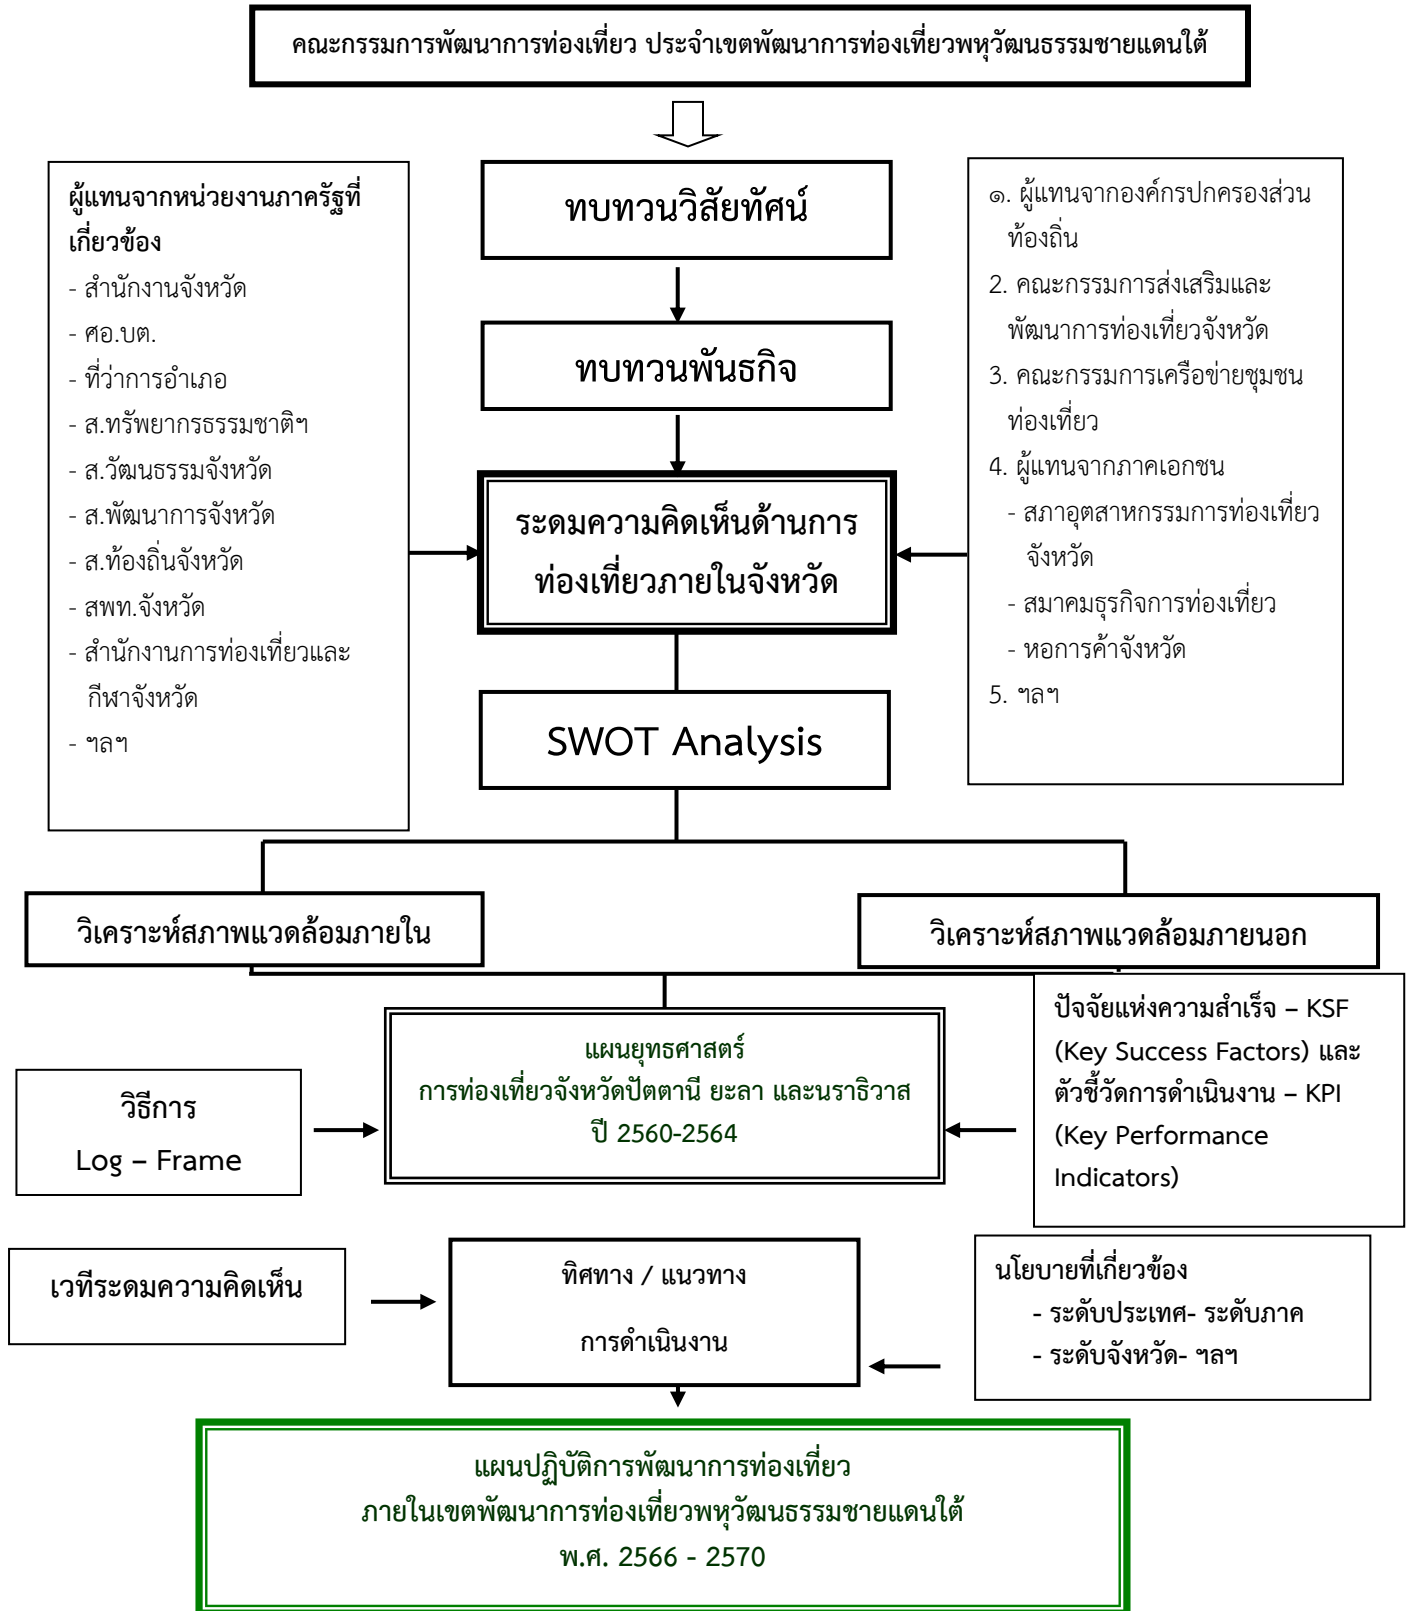 คณะกรรมการพัฒนาการท่องเที่ยว ประจำเขตพัฒนาการท่องเที่ยวพหุวัฒนธรรมชายแดนใต้
ทบทวนวิสัยทัศน์
ผู้แทนจากหน่วยงานภาครัฐที่
เกี่ยวข้อง
- สำนักงานจังหวัด
- ศอ.บต.
- ที่ว่าการอำเภอ
- ส.ทรัพยากรธรรมชาติฯ
- ส.วัฒนธรรมจังหวัด
- ส.พัฒนาการจังหวัด
- ส.ท้องถิ่นจังหวัด
- สพท.จังหวัด
- สำนักงานการท่องเที่ยวและ
กีฬาจังหวัด
- ฯลฯ
๑. ผู้แทนจากองค์กรปกครองส่วน
ท้องถิ่น
2. คณะกรรมการส่งเสริมและ
พัฒนาการท่องเที่ยวจังหวัด
3. คณะกรรมการเครือข่ายชุมชน
ท่องเที่ยว
4. ผู้แทนจากภาคเอกชน
- สภาอุตสาหกรรมการท่องเที่ยว
จังหวัด
- สมาคมธุรกิจการท่องเที่ยว
- หอการค้าจังหวัด
5. ฯลฯ
ทบทวนพันธกิจ
ระดมความคิดเห็นด้านการ
ท่องเที่ยวภายในจังหวัด
SWOT Analysis
วิเคราะห์สภาพแวดล้อมภายใน
วิเคราะห์สภาพแวดล้อมภายนอก
แผนยุทธศาสตร์
การท่องเที่ยวจังหวัดปัตตานี ยะลา และนราธิวาส
ปี 2560-2564
วิธีการ
Log – Frame
ปัจจัยแห่งความสำเร็จ – KSF
(Key Success Factors) และ
ตัวชี้วัดการดำเนินงาน – KPI
(Key Performance
Indicators)
เวทีระดมความคิดเห็น
ทิศทาง / แนวทาง
การดำเนินงาน
นโยบายที่เกี่ยวข้อง
- ระดับประเทศ- ระดับภาค
- ระดับจังหวัด- ฯลฯ
แผนปฏิบัติการพัฒนาการท่องเที่ยว
ภายในเขตพัฒนาการท่องเที่ยวพหุวัฒนธรรมชายแดนใต้
พ.ศ. 2566 - 2570